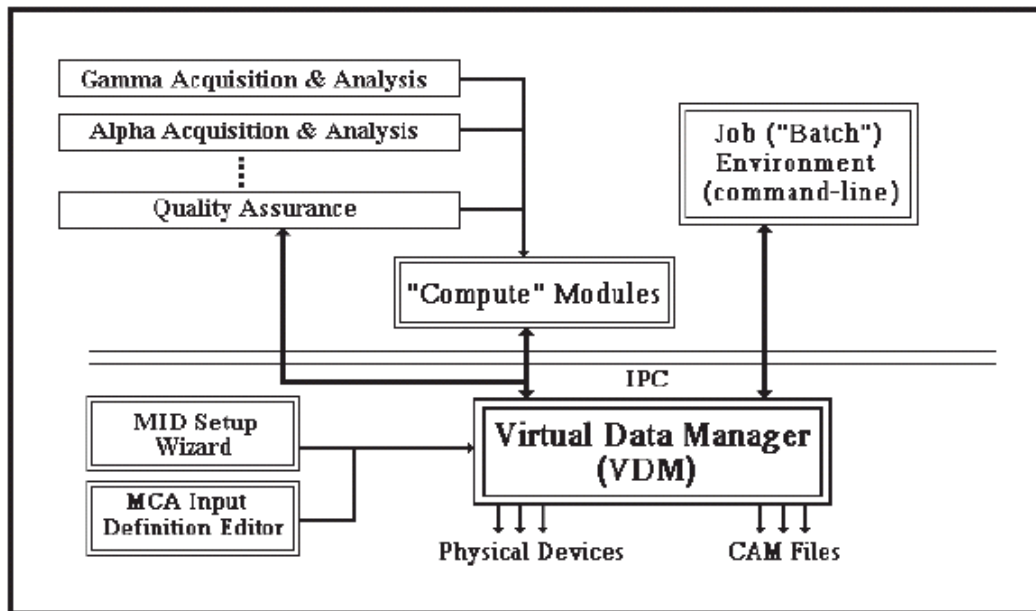 Gamma Acquisition & Analysis
Alpha Acquisition & Analysis
Quality Assurance
Job ("Batch")
Environment
(command-line)
"Compute" Modules
IPC
MID Setup
Wizard
MCA Input
Definition Editor
Virtual Data Manager
(VDM)
Physical Devices
CAM Files